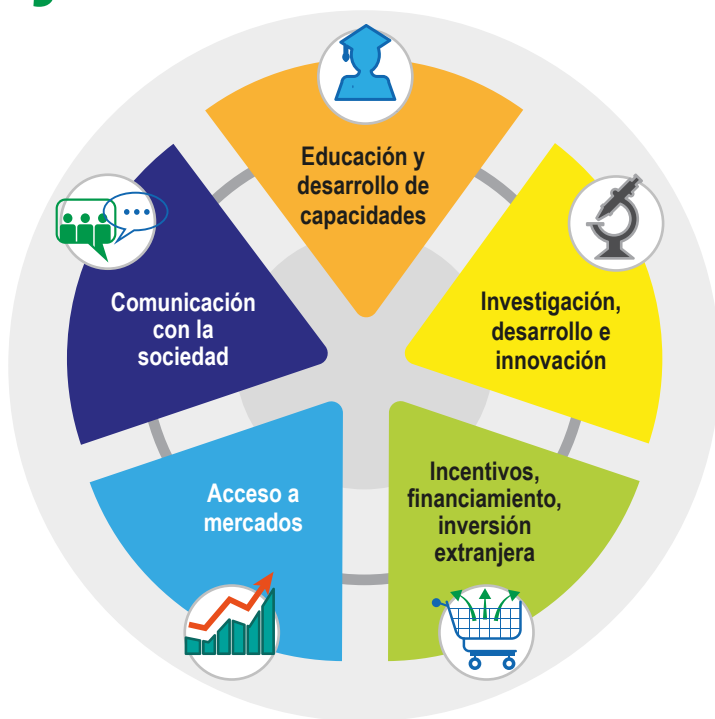 Educación y
desarrollo de
capacidades
Investigación,
desarrollo e
innovación
Incentivos,
financiamiento,
inversión
extranjera
Acceso a
mercados
Comunicación
con la
sociedad